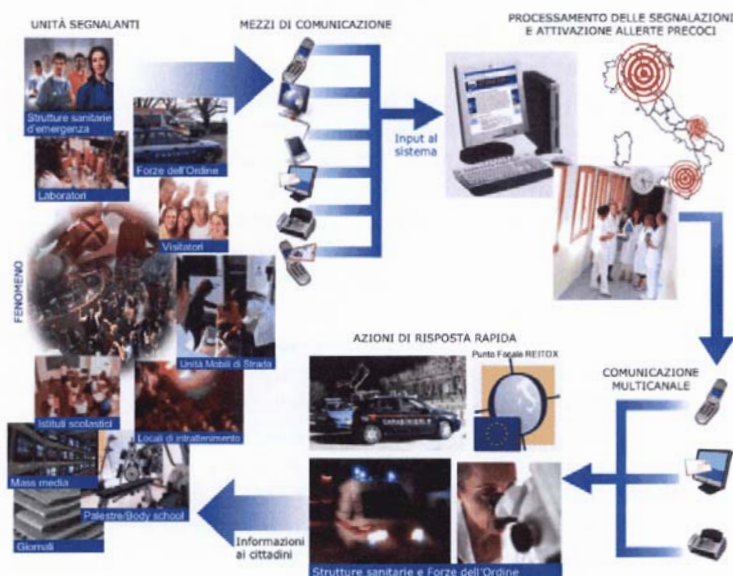 UNITÀ SEGNALANTI
MEZZI DI COMUNICAZIONE
PROCESSAMENTO DELLE SEGNALAZIONI
E ATTIVAZIONE ALLERTE PRECOCI
Strutture sanitarie
d'emergenza
Forze dell'Ordine
Laboratori
Visitatori
Input al
sistema
FENOMENO
Unità Mobili di Strada
Istituti scolastici
Locali di intrattenimento
Mass media
Palestre/Body school
Giornali
AZIONI DI RISPOSTA RAPIDA
Punto Focale REITOX
CARABINIERI
COMUNICAZIONE
MULTICANALE
Informazioni
ai cittadini
Strutture sanitarie e Forze dell'Ordine